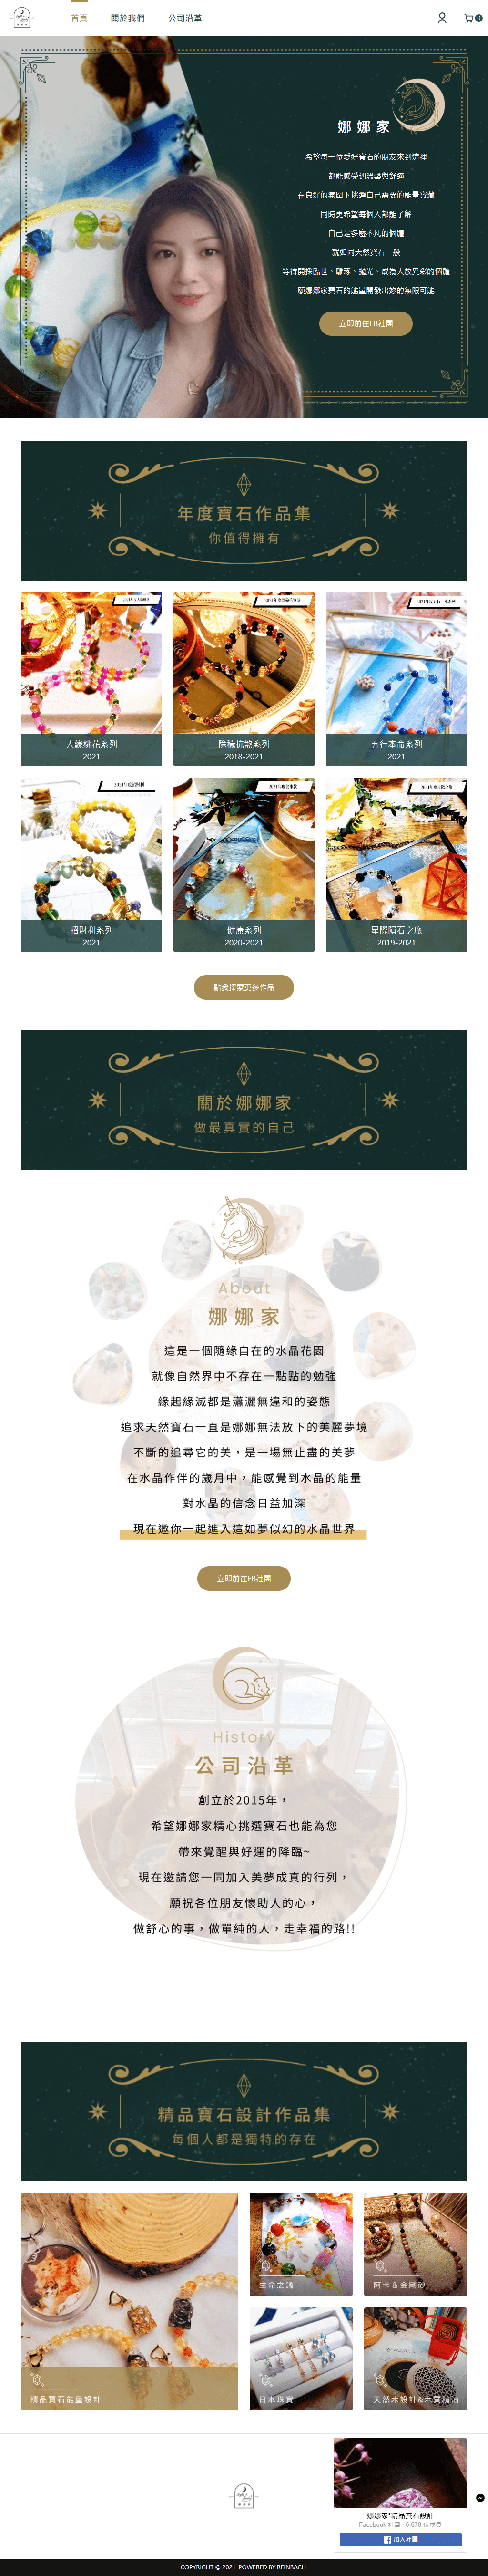 首頁
關於我們
公司沿革
0
娜娜家
希望每一位愛好寶石的朋友來到這裡
都能感受到溫馨與舒適
在良好的氛圍下挑選自己需要的能量寶藏
同時更希望每個人都能了解
自己是多麼不凡的個體
就如同天然寶石一般
等待開採臨世、雕琢、拋光、成為大放異彩的個體
願娜娜家寶石的能量開發出妳的無限可能
立即前往FB社團
年度寶石作品集
你值得擁有
人緣桃花系列
2021
除穢抗煞系列
2018-2021
五行本命系列
2021
招財利系列
2021
健康系列
2020-2021
星際隕石之旅
2019-2021
點我探索更多作品
關於娜娜家
做最真實的自己
About
娜娜家
這是一個隨緣自在的水晶花園
就像自然界中不存在一點點的勉強
緣起緣滅都是瀟灑無違和的姿態
追求天然寶石一直是娜娜無法放下的美麗夢境
不斷的追尋它的美，是一場無止盡的美夢
在水晶作伴的歲月中，能感覺到水晶的能量
對水晶的信念日益加深
現在邀你一起進入這如夢似幻的水晶世界
立即前往FB社團
History
公司沿革
創立於2015年，
希望娜娜家精心挑選寶石也能為您
帶來覺醒與好運的降臨~
現在邀請您一同加入美夢成真的行列，
願祝各位朋友懷助人的心，
做舒心的事，做單純的人，走幸福的路!!
精品寶石設計作品集
每個人都是獨特的存在
精品寶石能量設計
生命之鑰
阿卡＆金剛砂
日本珠寶
天然木設計&木質精油
娜娜家°精品寶石設計
Facebook 社團 · 5,678 位成員
加入社團
COPYRIGHT © 2021. POWERED BY REINBACH.